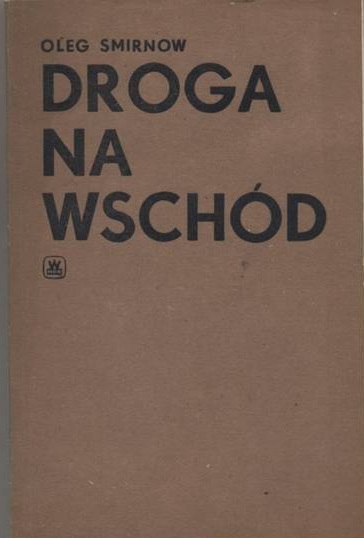 OLEG SMIRNOW
DROGA
NA
WSCHÓD